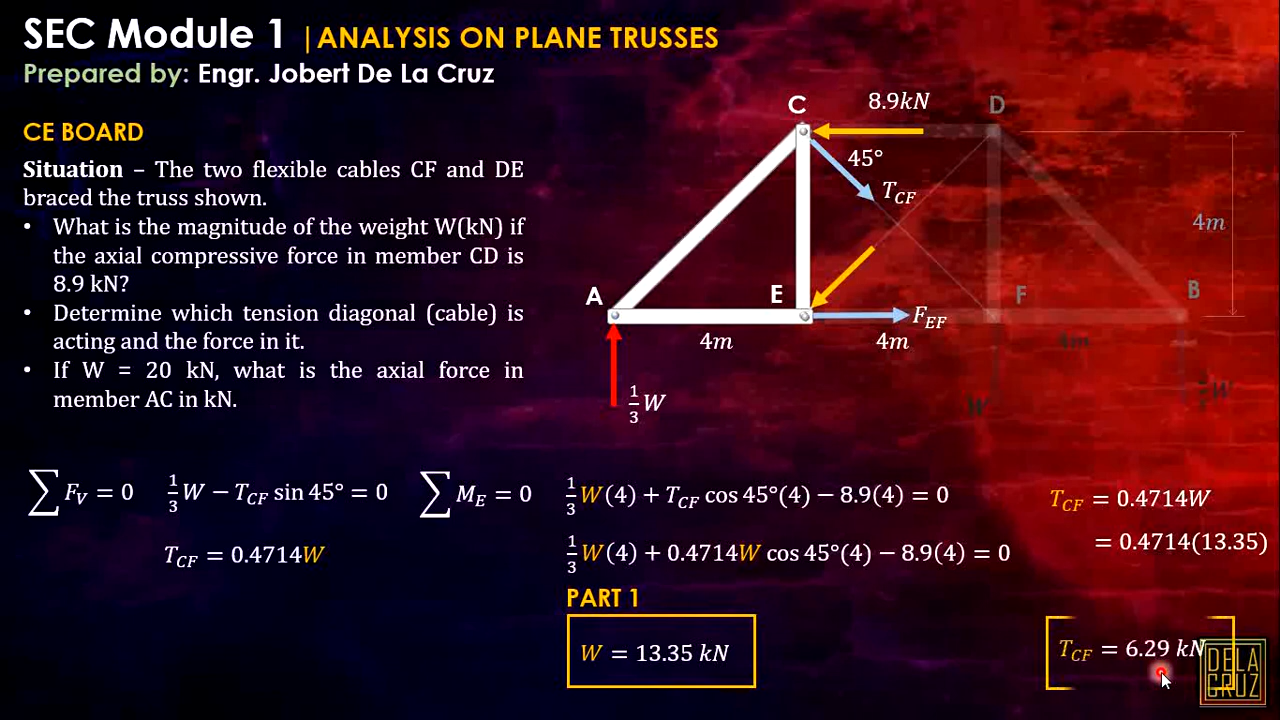 SEC Module 1 | ANALYSIS ON PLANE TRUSSES
Prepared by: Engr. Jobert De La Cruz
CE BOARD
Situation – The two flexible cables CF and DE
braced the truss shown.
• What is the magnitude of the weight W(kN) if
the axial compressive force in member CD is
8.9 kN?
• Determine which tension diagonal (cable) is
acting and the force in it.
• If W = 20 kN, what is the axial force in
member AC in kN.
C
8.9kN
D
45°
T_CF
4m
A
E
F
B
F_EF
4m
4m
4m
1/3 W
W
∑F_V = 0
1/3 W − T_CF sin 45° = 0
T_CF = 0.4714W
∑M_E = 0
1/3 W(4) + T_CF cos 45°(4) − 8.9(4) = 0
1/3 W(4) + 0.4714W cos 45°(4) − 8.9(4) = 0
PART 1
W = 13.35 kN
T_CF = 0.4714W
= 0.4714(13.35)
T_CF = 6.29 kN
DELA
CRUZ